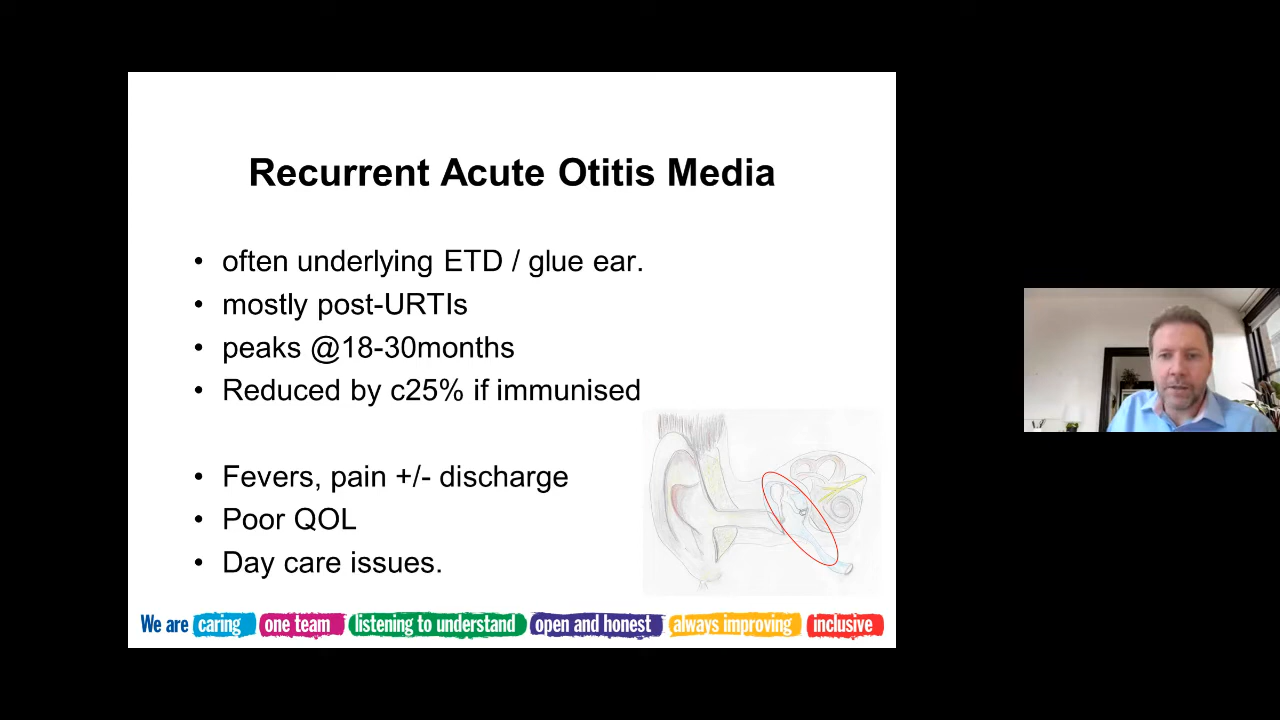 Recurrent Acute Otitis Media
• often underlying ETD / glue ear.
• mostly post-URTIs
• peaks @18-30months
• Reduced by c25% if immunised
• Fevers, pain +/- discharge
• Poor QOL
• Day care issues.
We are caring one team listening to understand open and honest always improving inclusive